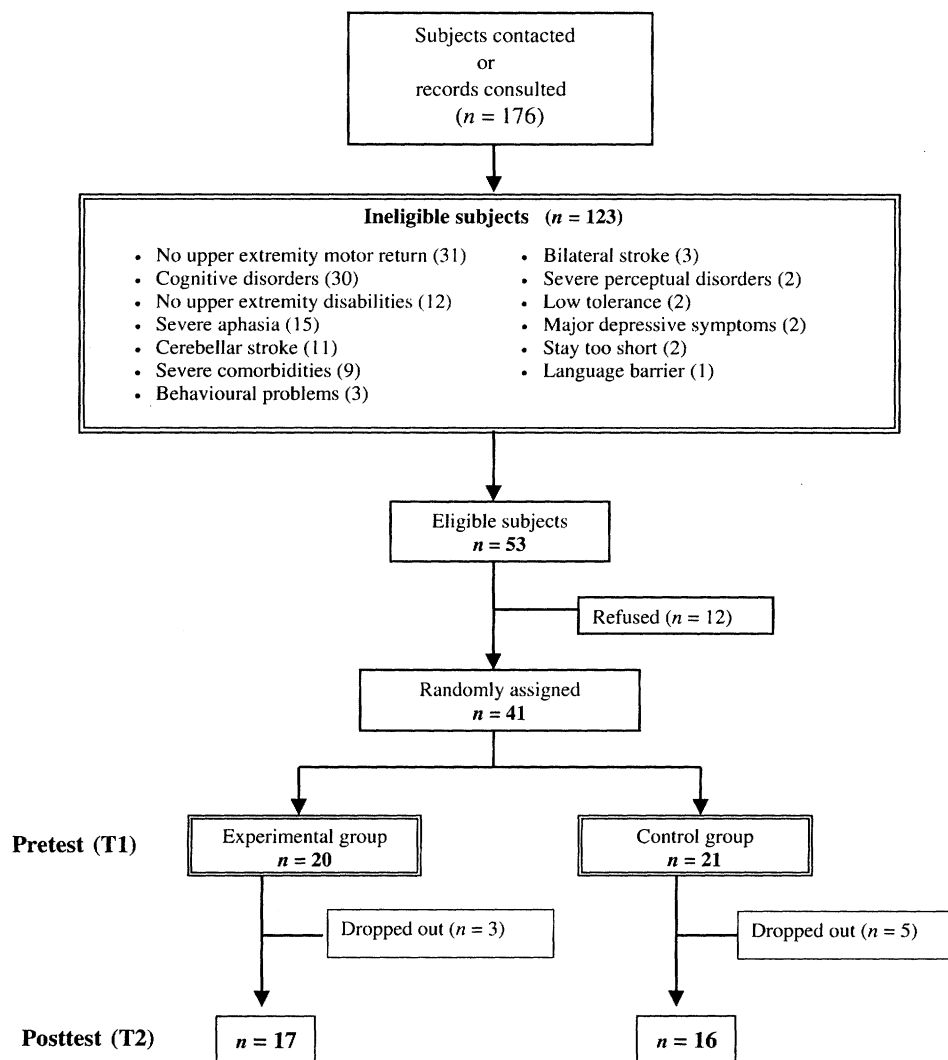 Subjects contacted
or
records consulted
(n = 176)
Ineligible subjects (n = 123)
• No upper extremity motor return (31)
• Cognitive disorders (30)
• No upper extremity disabilities (12)
• Severe aphasia (15)
• Cerebellar stroke (11)
• Severe comorbidities (9)
• Behavioural problems (3)
• Bilateral stroke (3)
• Severe perceptual disorders (2)
• Low tolerance (2)
• Major depressive symptoms (2)
• Stay too short (2)
• Language barrier (1)
Eligible subjects
n = 53
Refused (n = 12)
Randomly assigned
n = 41
Pretest (T1)
Experimental group
n = 20
Control group
n = 21
Dropped out (n = 3)
Dropped out (n = 5)
Posttest (T2)
n = 17
n = 16